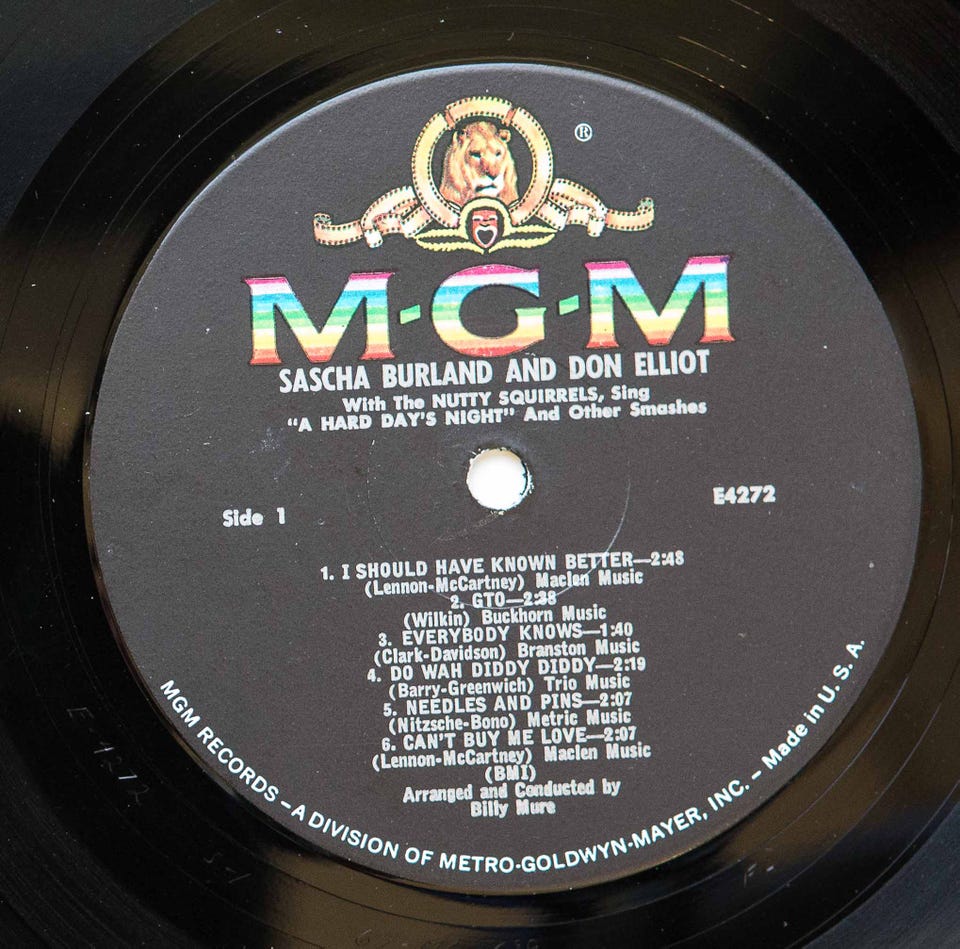 ®
M·G·M
SASCHA BURLAND AND DON ELLIOT
With The NUTTY SQUIRRELS, Sing
“A HARD DAY'S NIGHT” And Other Smashes
Side 1
E4272
1. I SHOULD HAVE KNOWN BETTER—2:48
(Lennon-McCartney) Maclen Music
2. GTO—2:38
(Wilkin) Buckhorn Music
3. EVERYBODY KNOWS—1:40
(Clark-Davidson) Branston Music
4. DO WAH DIDDY DIDDY—2:19
(Barry-Greenwich) Trio Music
5. NEEDLES AND PINS—2:07
(Nitzsche-Bono) Metric Music
6. CAN'T BUY ME LOVE—2:07
(Lennon-McCartney) Maclen Music
(BMI)
Arranged and Conducted by
Billy Mure
MGM RECORDS – A DIVISION OF METRO-GOLDWYN-MAYER, INC. – Made in U. S. A.